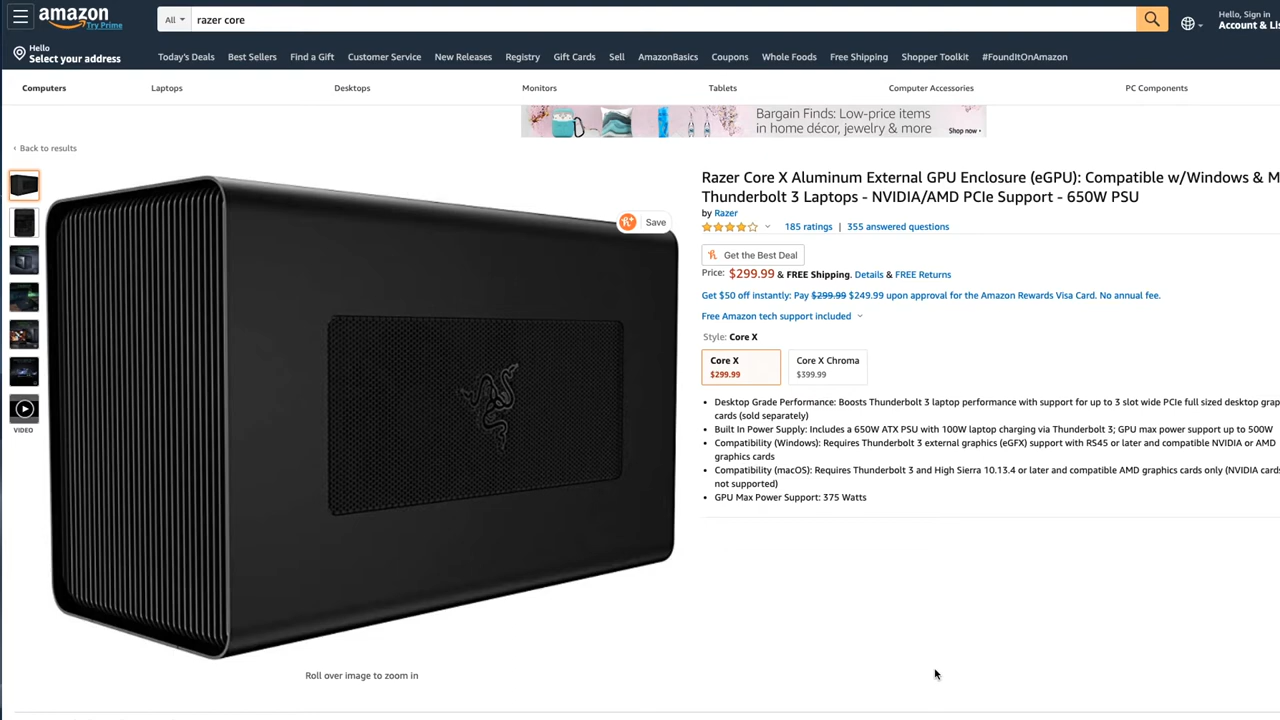 amazon
Try Prime
All
razer core
Hello, Sign in
Account & Lis
Hello
Select your address
Today's Deals
Best Sellers
Find a Gift
Customer Service
New Releases
Registry
Gift Cards
Sell
AmazonBasics
Coupons
Whole Foods
Free Shipping
Shopper Toolkit
#FoundItOnAmazon
Computers
Laptops
Desktops
Monitors
Tablets
Computer Accessories
PC Components
Bargain Finds: Low-price items
in home décor, jewelry & more
Shop now ›
‹ Back to results
Save
VIDEO
Roll over image to zoom in
Razer Core X Aluminum External GPU Enclosure (eGPU): Compatible w/Windows & M
Thunderbolt 3 Laptops - NVIDIA/AMD PCIe Support - 650W PSU
by Razer
185 ratings | 355 answered questions
Get the Best Deal
Price: $299.99 & FREE Shipping. Details & FREE Returns
Get $50 off instantly: Pay $299.99 $249.99 upon approval for the Amazon Rewards Visa Card. No annual fee.
Free Amazon tech support included
Style: Core X
Core X
$299.99
Core X Chroma
$399.99
• Desktop Grade Performance: Boosts Thunderbolt 3 laptop performance with support for up to 3 slot wide PCIe full sized desktop grap
cards (sold separately)
• Built In Power Supply: Includes a 650W ATX PSU with 100W laptop charging via Thunderbolt 3; GPU max power support up to 500W
• Compatibility (Windows): Requires Thunderbolt 3 external graphics (eGFX) support with RS45 or later and compatible NVIDIA or AMD
graphics cards
• Compatibility (macOS): Requires Thunderbolt 3 and High Sierra 10.13.4 or later and compatible AMD graphics cards only (NVIDIA cards
not supported)
• GPU Max Power Support: 375 Watts